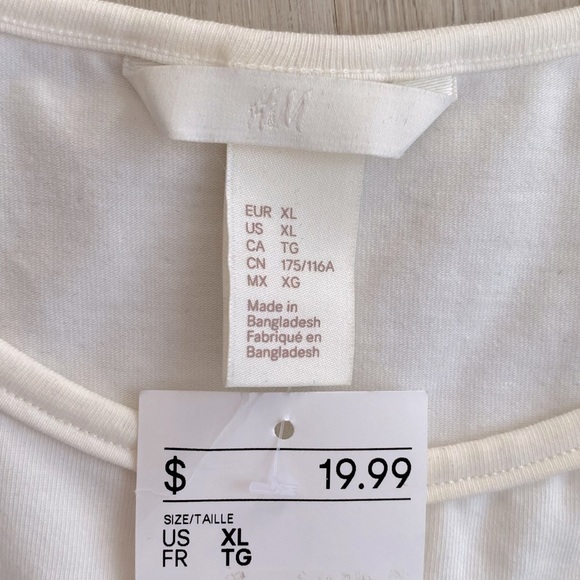 H&M
EUR XL
US XL
CA TG
CN 175/116A
MX XG
Made in
Bangladesh
Fabriqué en
Bangladesh
$ 19.99
SIZE/TAILLE
US XL
FR TG